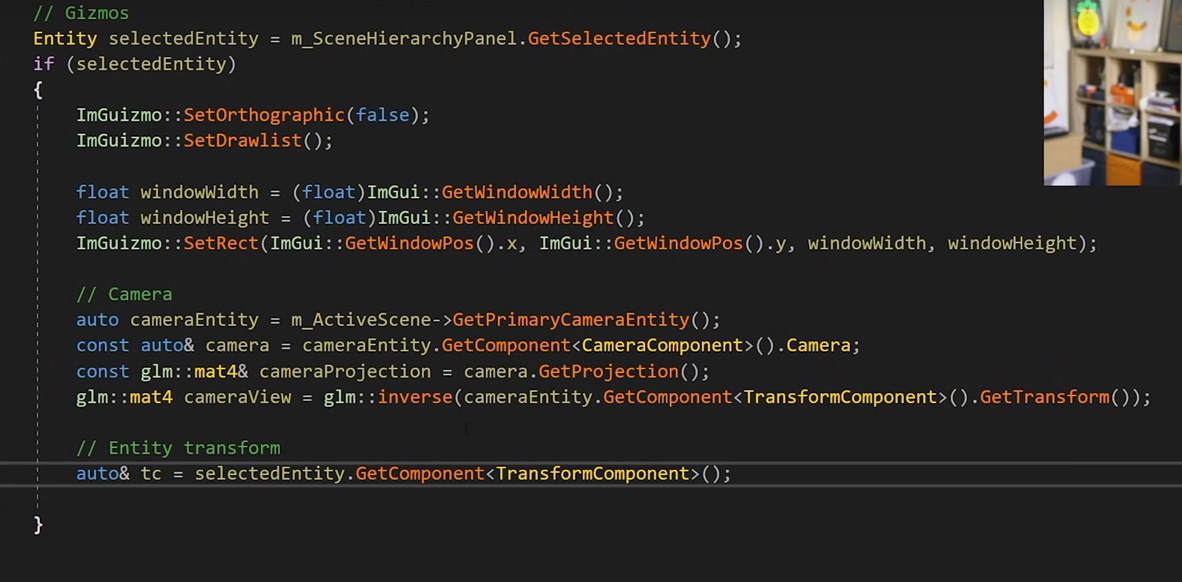 // Gizmos
Entity selectedEntity = m_SceneHierarchyPanel.GetSelectedEntity();
if (selectedEntity)
{
ImGuizmo::SetOrthographic(false);
ImGuizmo::SetDrawlist();
float windowWidth = (float)ImGui::GetWindowWidth();
float windowHeight = (float)ImGui::GetWindowHeight();
ImGuizmo::SetRect(ImGui::GetWindowPos().x, ImGui::GetWindowPos().y, windowWidth, windowHeight);
// Camera
auto cameraEntity = m_ActiveScene->GetPrimaryCameraEntity();
const auto& camera = cameraEntity.GetComponent<CameraComponent>().Camera;
const glm::mat4& cameraProjection = camera.GetProjection();
glm::mat4 cameraView = glm::inverse(cameraEntity.GetComponent<TransformComponent>().GetTransform());
// Entity transform
auto& tc = selectedEntity.GetComponent<TransformComponent>();
}